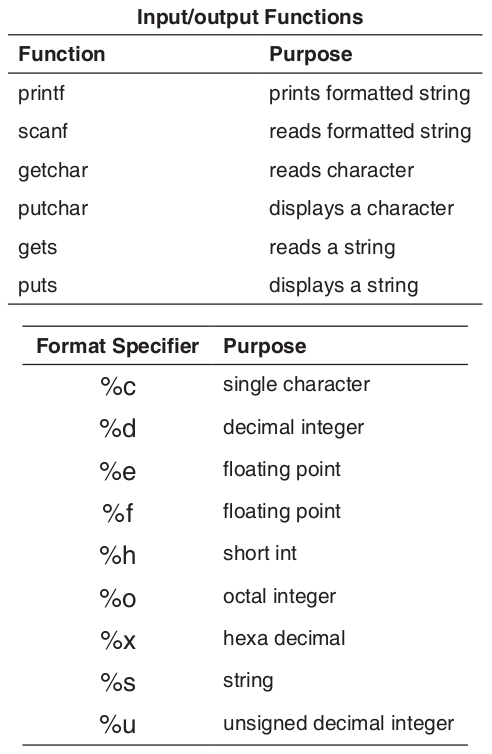 Input/output Functions
Function Purpose
printf prints formatted string
scanf reads formatted string
getchar reads character
putchar displays a character
gets reads a string
puts displays a string
Format Specifier Purpose
%c single character
%d decimal integer
%e floating point
%f floating point
%h short int
%o octal integer
%x hexa decimal
%s string
%u unsigned decimal integer